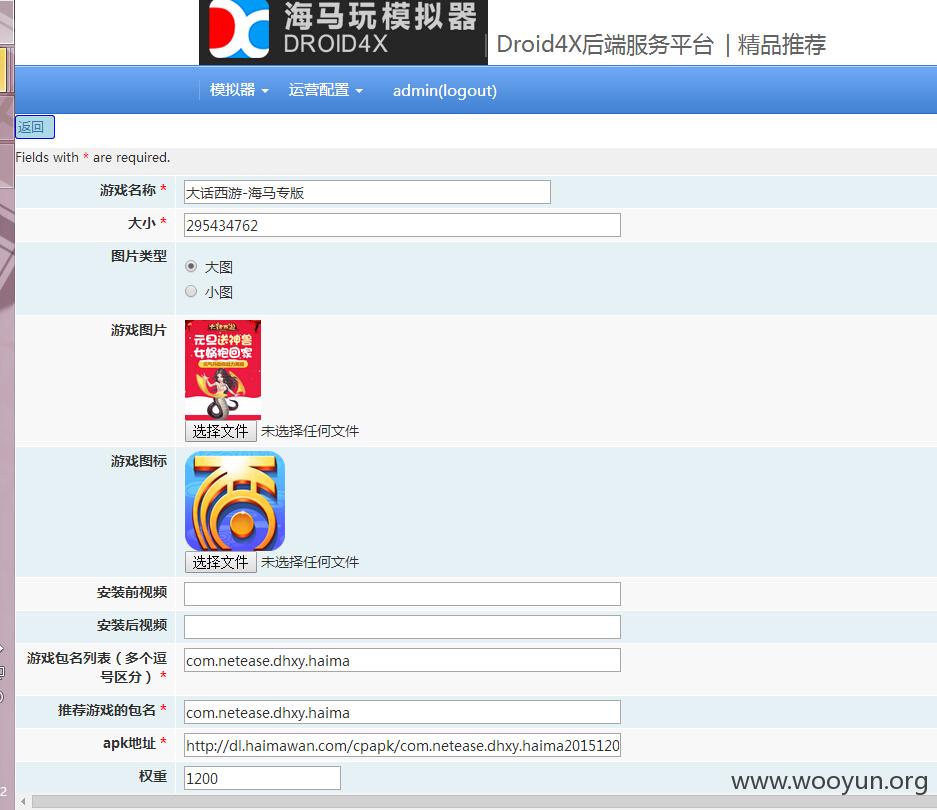 海马玩模拟器
DROID4X
Droid4X后端服务平台 | 精品推荐
模拟器 运营配置 admin(logout)
返回
Fields with * are required.
游戏名称 * 大话西游-海马专版
大小 * 295434762
图片类型 大图
小图
游戏图片
元旦送神兽
女娲抱回家
选择文件 未选择任何文件
游戏图标
选择文件 未选择任何文件
安装前视频
安装后视频
游戏包名列表（多个逗
号区分）* com.netease.dhxy.haima
推荐游戏的包名 * com.netease.dhxy.haima
apk地址 * http://dl.haimawan.com/cpapk/com.netease.dhxy.haima2015120
权重 1200
www.wooyun.org
2